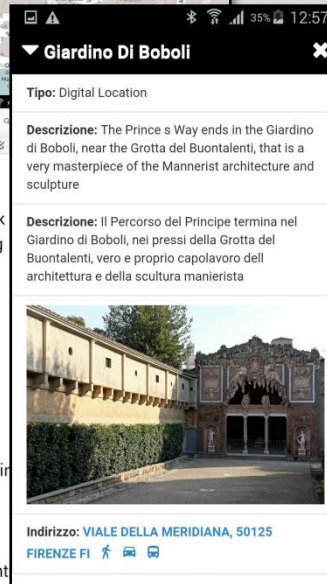 35% 12:57
Giardino Di Boboli
Tipo: Digital Location
Descrizione: The Prince s Way ends in the Giardino
di Boboli, near the Grotta del Buontalenti, that is a
very masterpiece of the Mannerist architecture and
sculpture
Descrizione: Il Percorso del Principe termina nel
Giardino di Boboli, nei pressi della Grotta del
Buontalenti, vero e proprio capolavoro dell
architettura e della scultura manierista
Indirizzo: VIALE DELLA MERIDIANA, 50125
FIRENZE FI